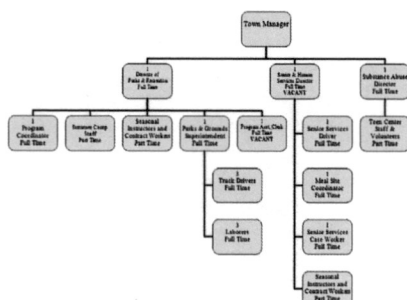 Town Manager
1
Director of
Parks & Recreation
Full Time
1
Senior & Human
Services Director
Full Time
VACANT
1
Substance Abuse
Director
Full Time
1
Program
Coordinator
Full Time
Summer Camp
Staff
Part Time
Seasonal
Instructors and
Contract Workers
Part Time
1
Parks & Grounds
Superintendent
Full Time
1
Program Asst./Clerk
Full Time
VACANT
1
Senior Services
Driver
Full Time
Teen Center
Staff &
Volunteers
Part Time
Truck Drivers
Full Time
1
Meal Site
Coordinator
Full Time
3
Laborers
Full Time
1
Senior Services
Case Worker
Full Time
Seasonal
Instructors and
Contract Workers
Part Time